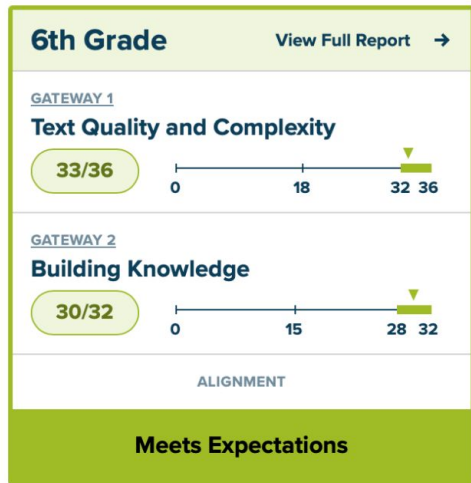 6th Grade
View Full Report →
GATEWAY 1
Text Quality and Complexity
33/36
0 18 32 36
GATEWAY 2
Building Knowledge
30/32
0 15 28 32
ALIGNMENT
Meets Expectations